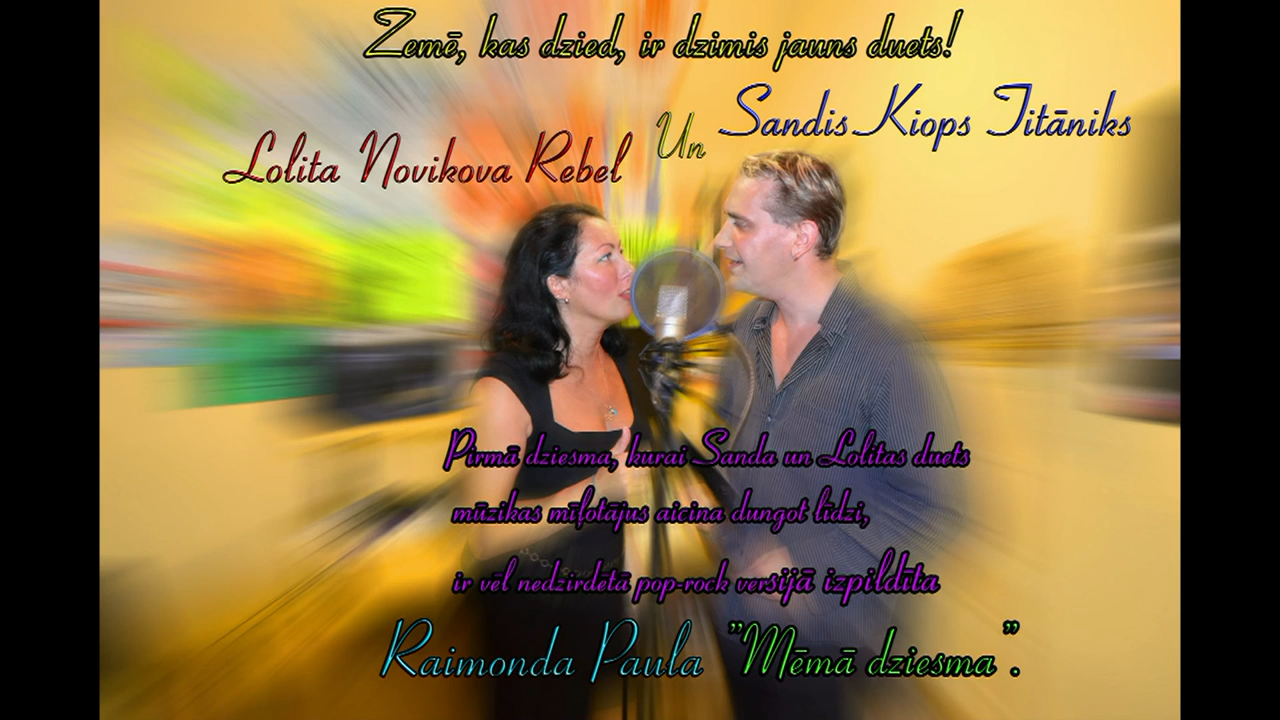 Zemē, kas dzied, ir dzimis jauns duets!
Lolita Novikova Rebel Un Sandis Kiops Titāniks
Pirmā dziesma, kurai Sanda un Lolitas duets
mūzikas mīļotājus aicina dungot līdzi,
ir vēl nedzirdētā pop-rock versijā izpildīta
Raimonda Paula "Mēmā dziesma".